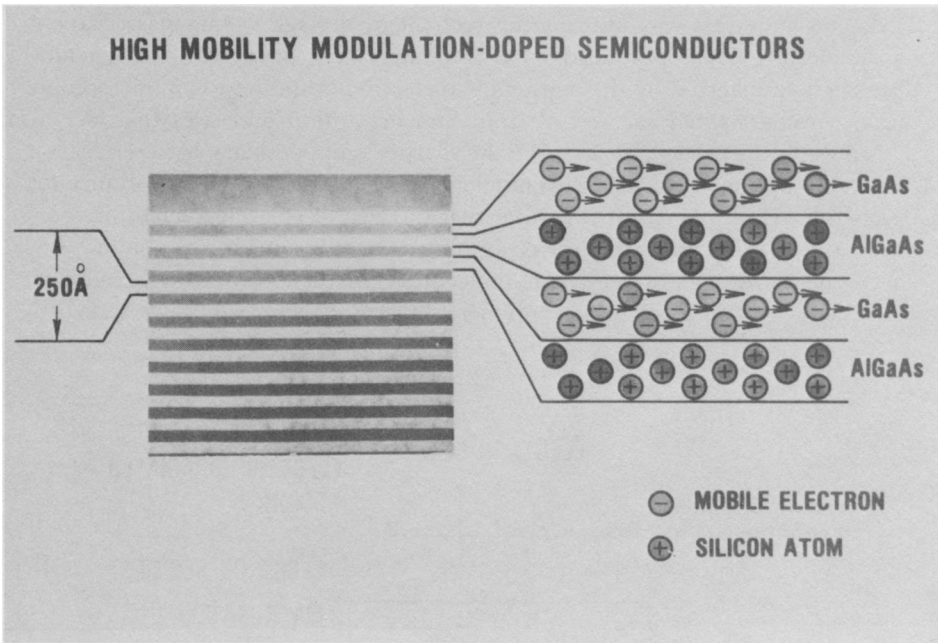 HIGH MOBILITY MODULATION-DOPED SEMICONDUCTORS
GaAs
AlGaAs
250Å
GaAs
AlGaAs
MOBILE ELECTRON
SILICON ATOM